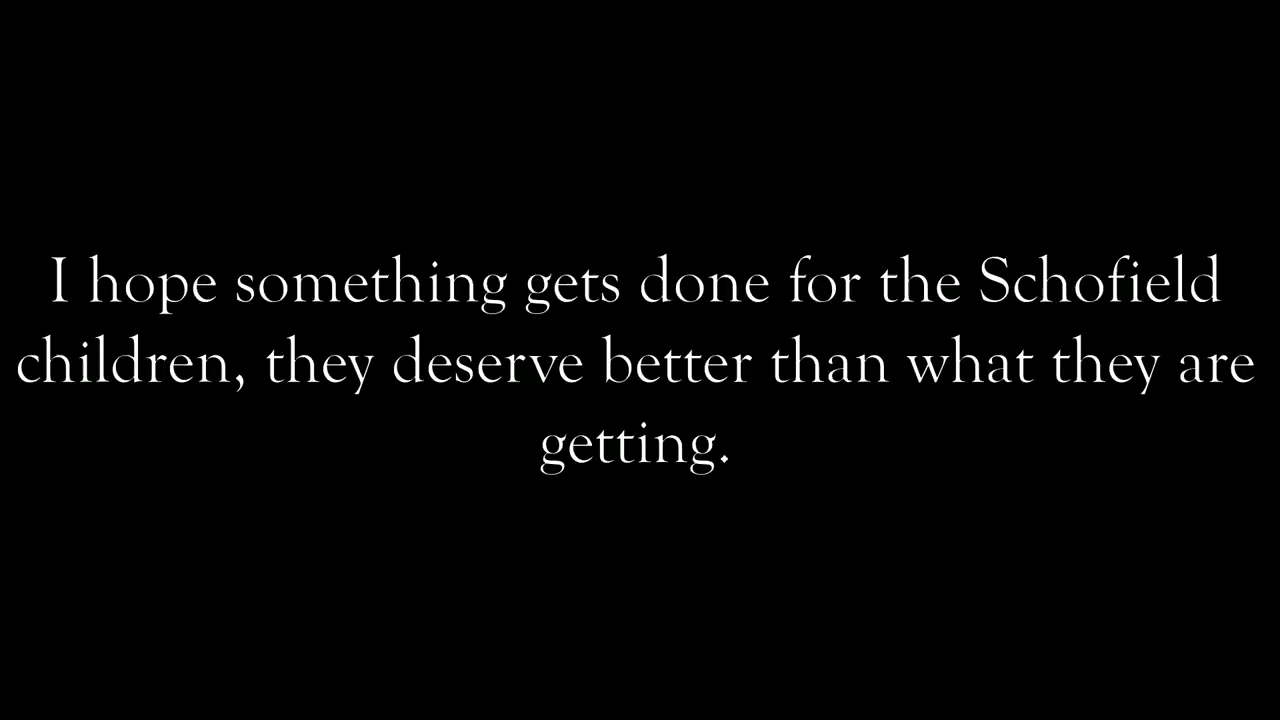 I hope something gets done for the Schofield
children, they deserve better than what they are
getting.